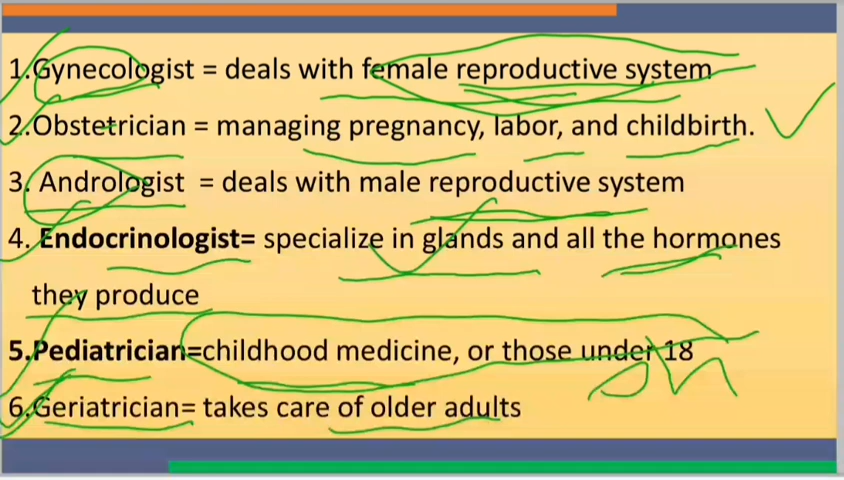 1.Gynecologist = deals with female reproductive system
2.Obstetrician = managing pregnancy, labor, and childbirth.
3. Andrologist = deals with male reproductive system
4. Endocrinologist= specialize in glands and all the hormones
they produce
5.Pediatrician=childhood medicine, or those under 18
6.Geriatrician= takes care of older adults